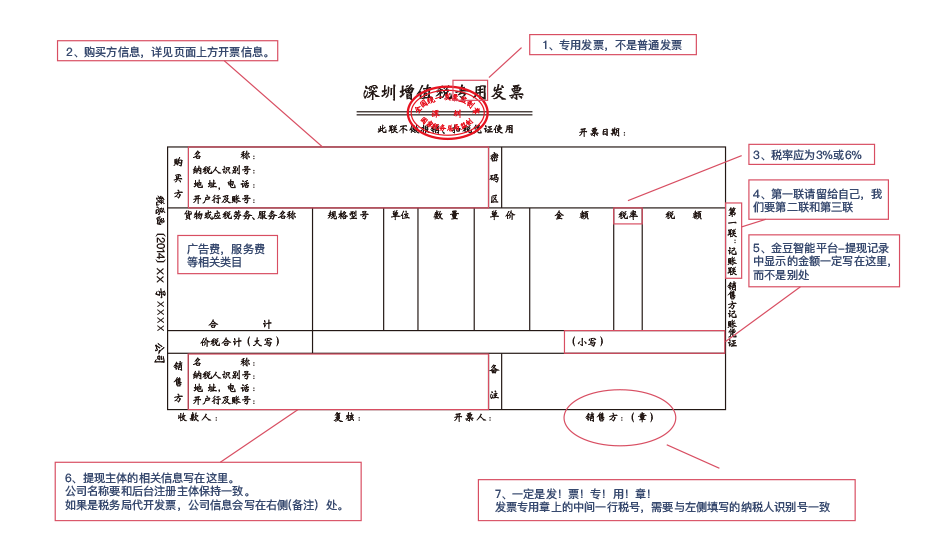 1、专用发票，不是普通发票
2、购买方信息，详见页面上方开票信息。
深圳增值税专用发票
深 圳
此联不做报销、扣税凭证使用
开票日期：
购买方
名 称：
纳税人识别号：
地 址，电 话：
开户行及账号：
密码区
3、税率应为3%或6%
4、第一联请留给自己，我
们要第二联和第三联
货物或应税劳务、服务名称
规格型号
单位
数 量
单 价
金 额
税率
税 额
第一联：记账联 销售方记账凭证
5、金豆智能平台-提现记录
中显示的金额一定写在这里，
而不是别处
广告费，服务费
等相关类目
(2014) XX 号 XXXX 公司
合 计
价税合计（大写）
（小写）
销售方
名 称：
纳税人识别号：
地 址，电 话：
开户行及账号：
备注
收款人：
复核：
开票人：
销售方：（章）
6、提现主体的相关信息写在这里。
公司名称要和后台注册主体保持一致。
如果是税务局代开发票，公司信息会写在右侧(备注）处。
7、一定是发！票！专！用！章！
发票专用章上的中间一行税号，需要与左侧填写的纳税人识别号一致